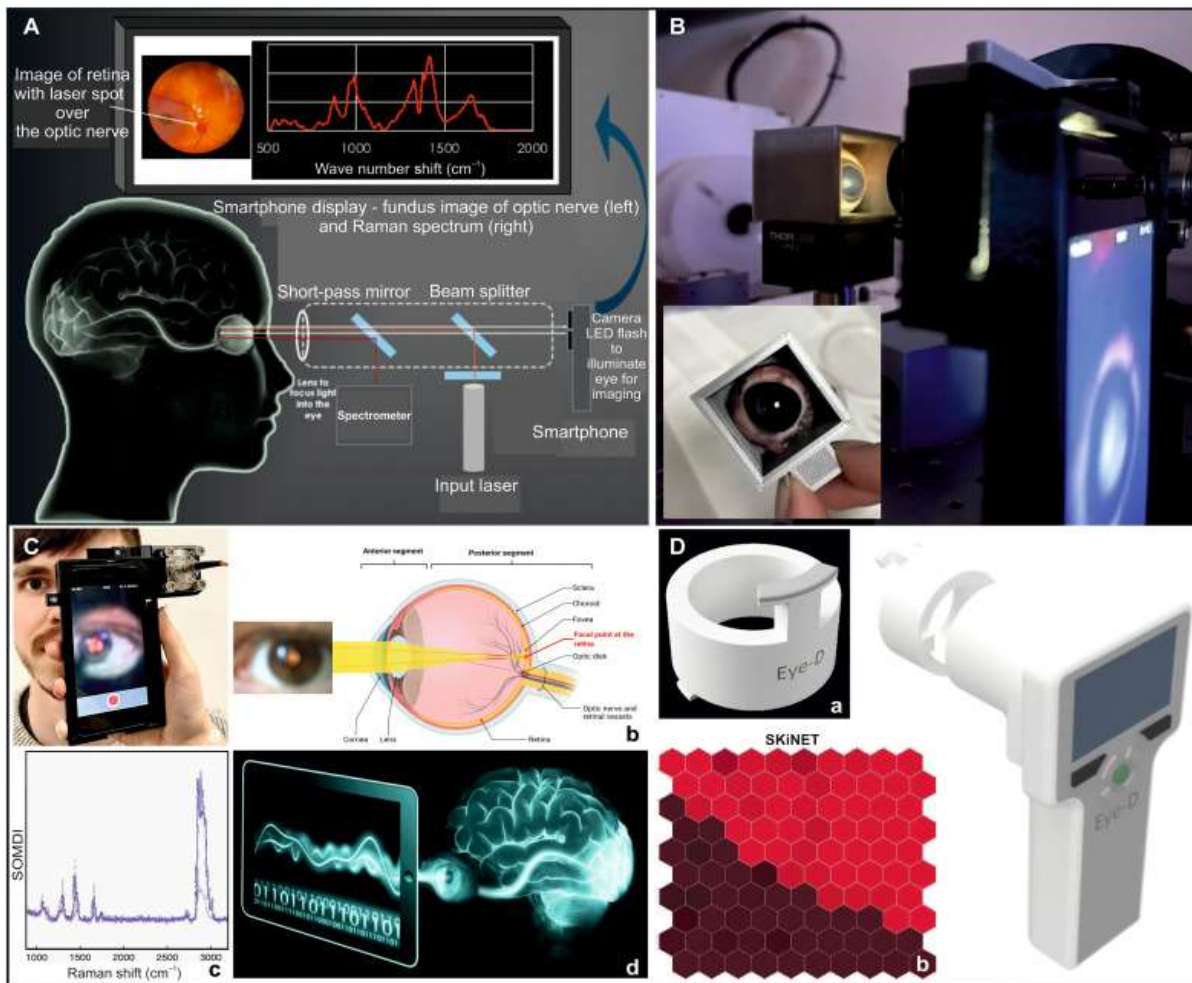 A
Image of retina
with laser spot
over
the optic nerve
500
1000
1500
2000
Wave number shift (cm⁻¹)
Smartphone display - fundus image of optic nerve (left)
and Raman spectrum (right)
Short-pass mirror
Beam splitter
Camera
LED flash
to
illuminate
eye for
imaging
Lens to
focus light
into the
eye
Spectrometer
Smartphone
Input laser
B
C
Anterior segment
Posterior segment
Sclera
Choroid
Fovea
Focal point at the
retina
Optic disk
Optic nerve and
retinal vessels
Cornea
Lens
Retina
b
SOMDI
1000
1500
2000
2500
3000
Raman shift (cm⁻¹)
c
d
D
Eye-D
a
SKiNET
b
Eye-D